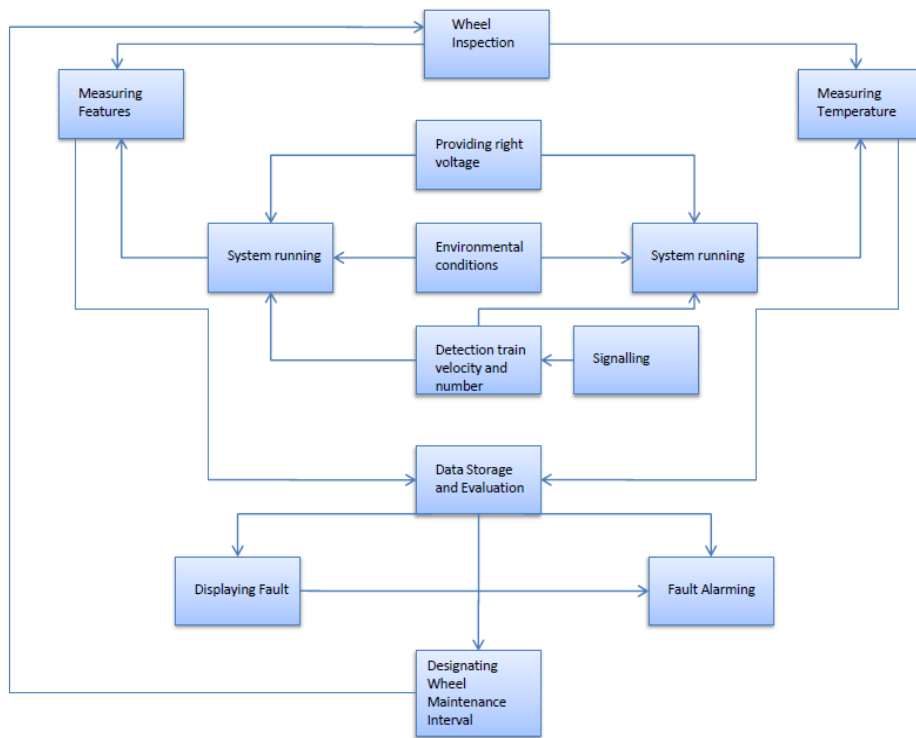 Wheel
Inspection
Measuring
Features
Measuring
Temperature
Providing right
voltage
System running
Environmental
conditions
System running
Detection train
velocity and
number
Signalling
Data Storage
and Evaluation
Displaying Fault
Fault Alarming
Designating
Wheel
Maintenance
Interval